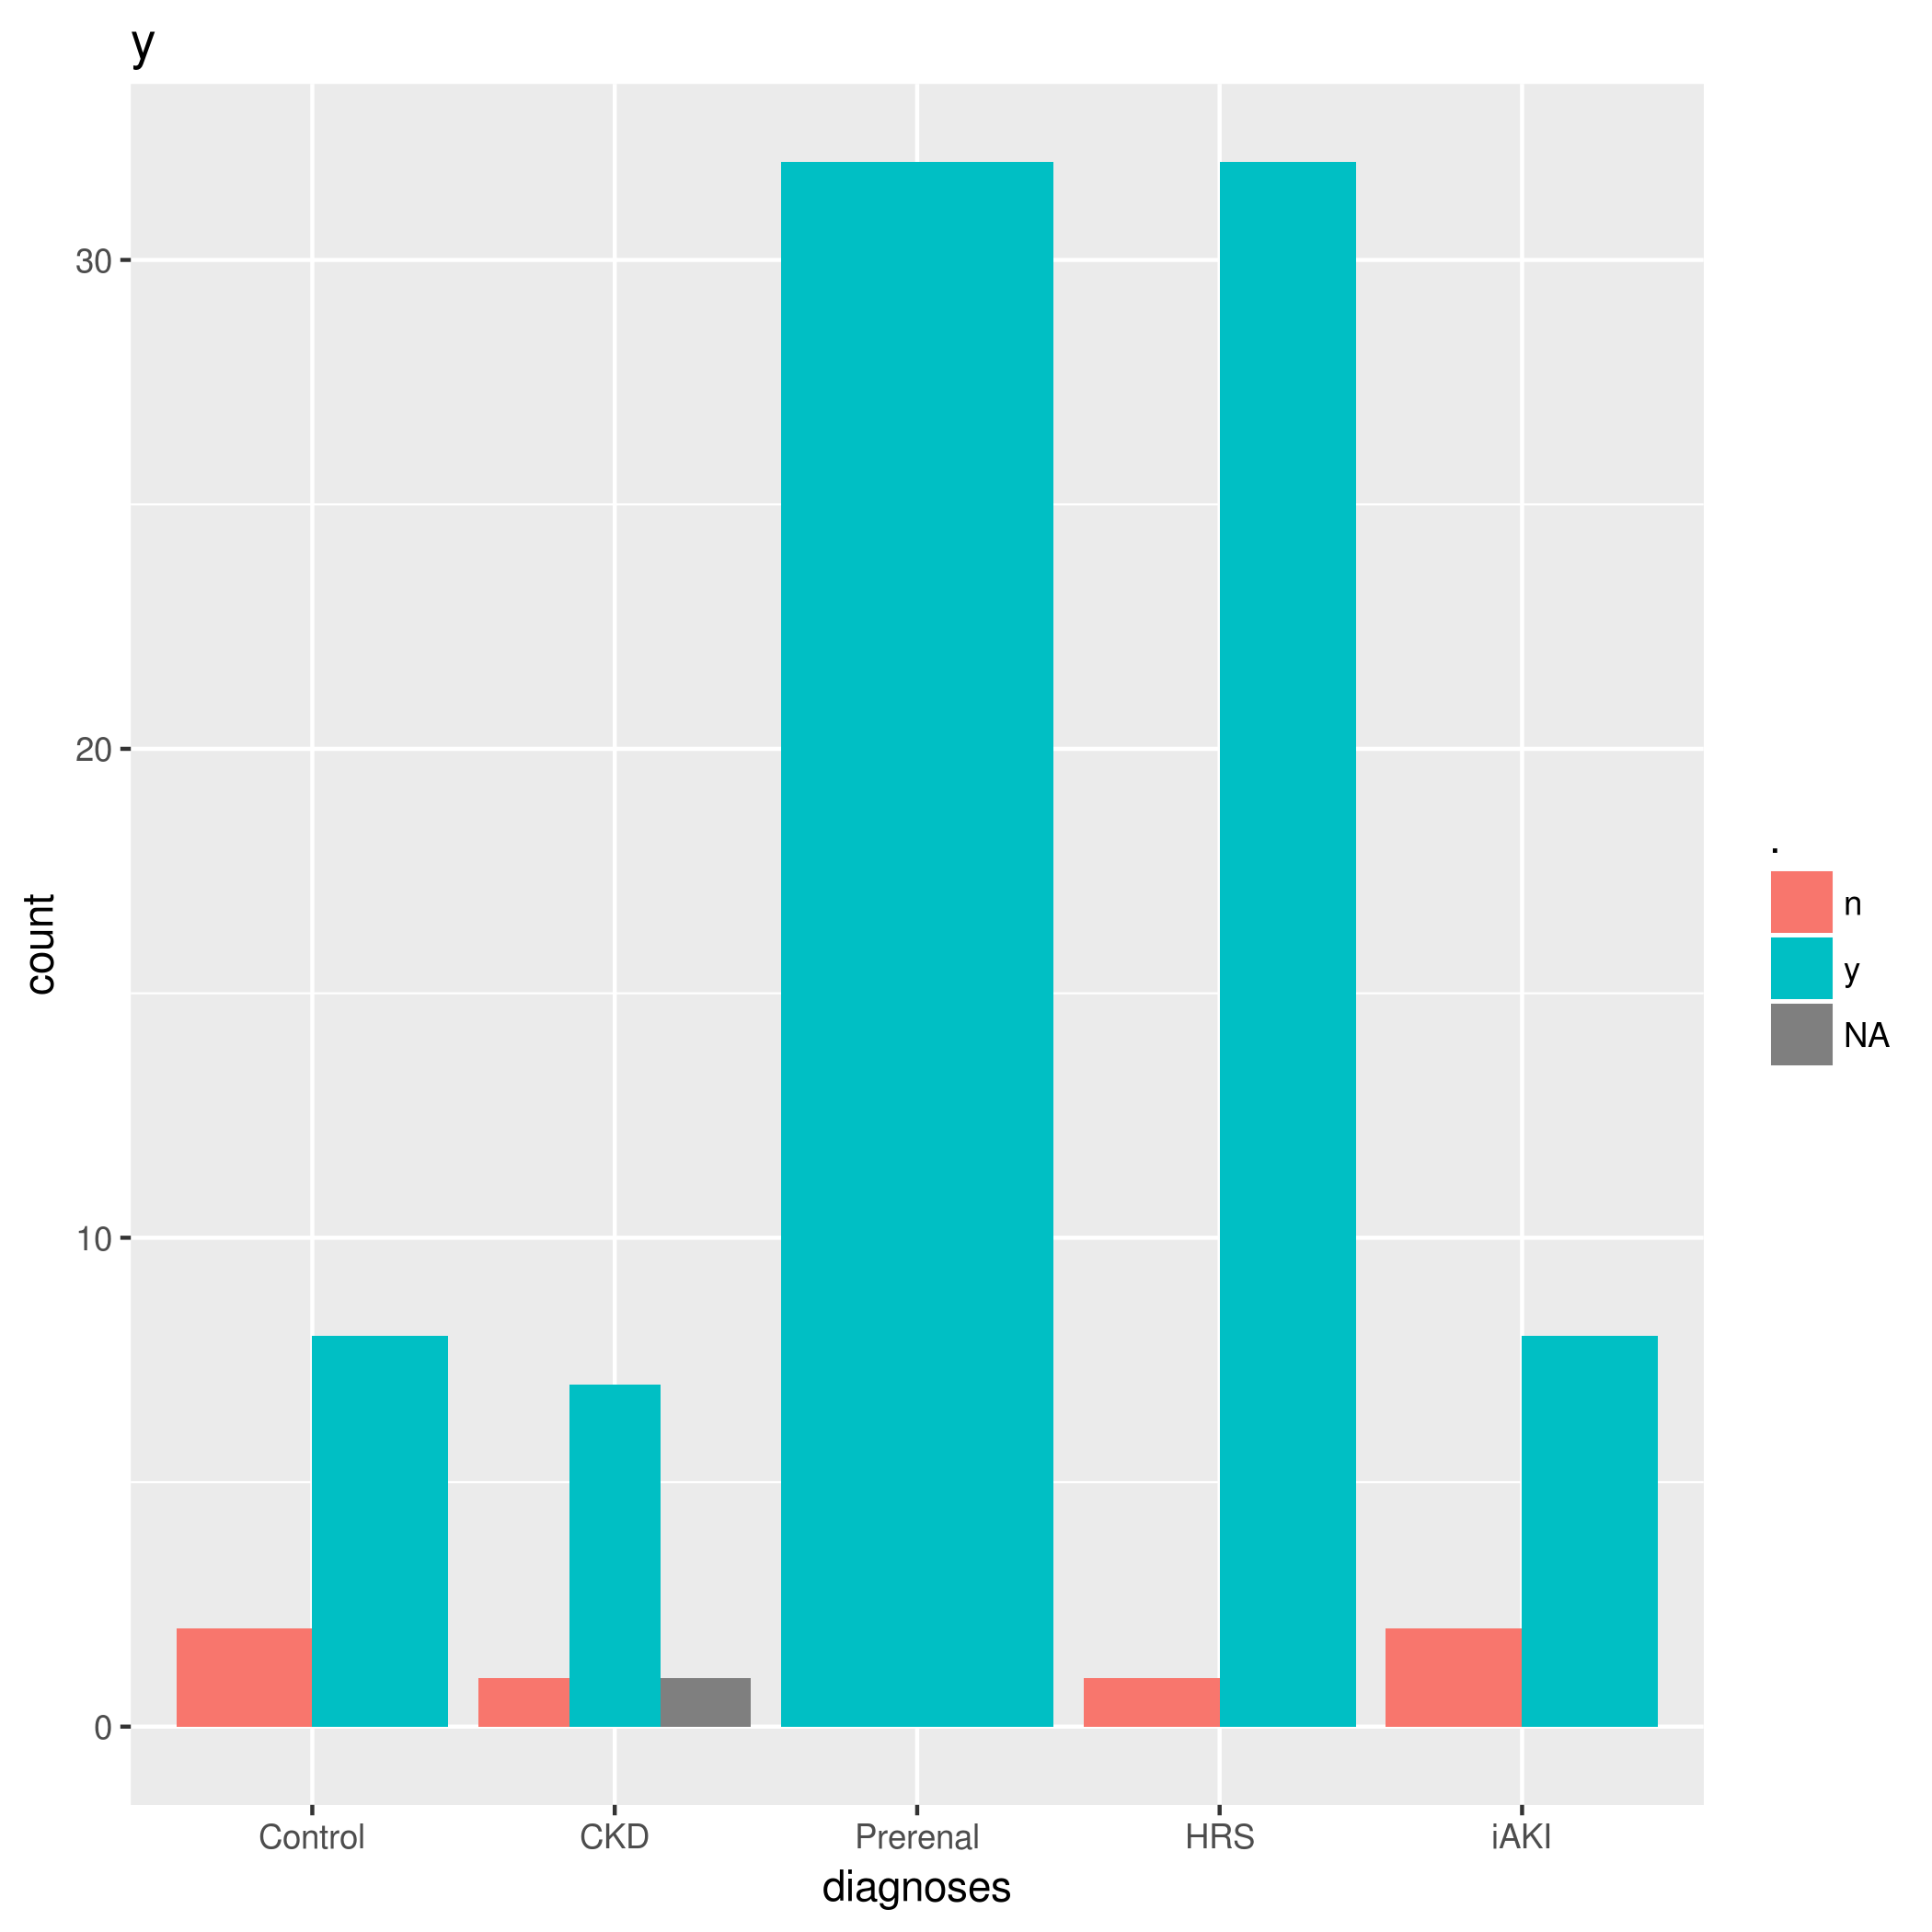 y
30
20
10
0
count
Control CKD Prerenal HRS iAKI
diagnoses
.
n
y
NA